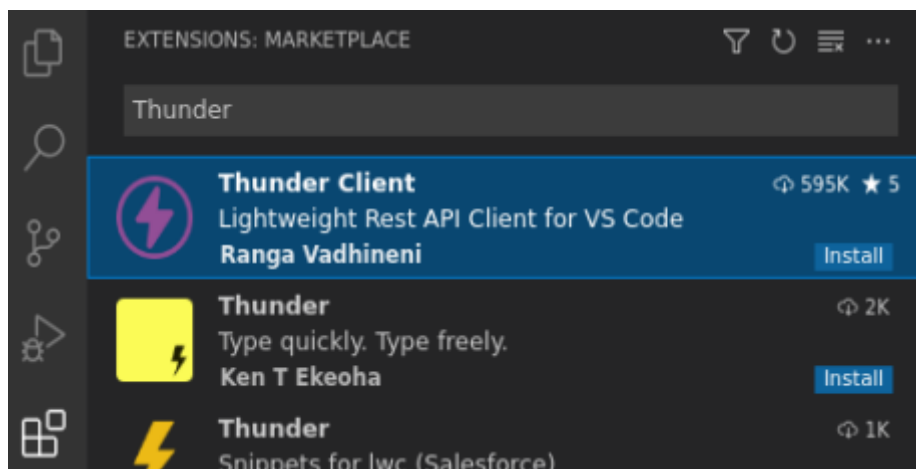 EXTENSIONS: MARKETPLACE
Thunder
Thunder Client 595K ★ 5
Lightweight Rest API Client for VS Code
Ranga Vadhineni Install
Thunder 2K
Type quickly. Type freely.
Ken T Ekeoha Install
Thunder 1K
Snippets for lwc (Salesforce)